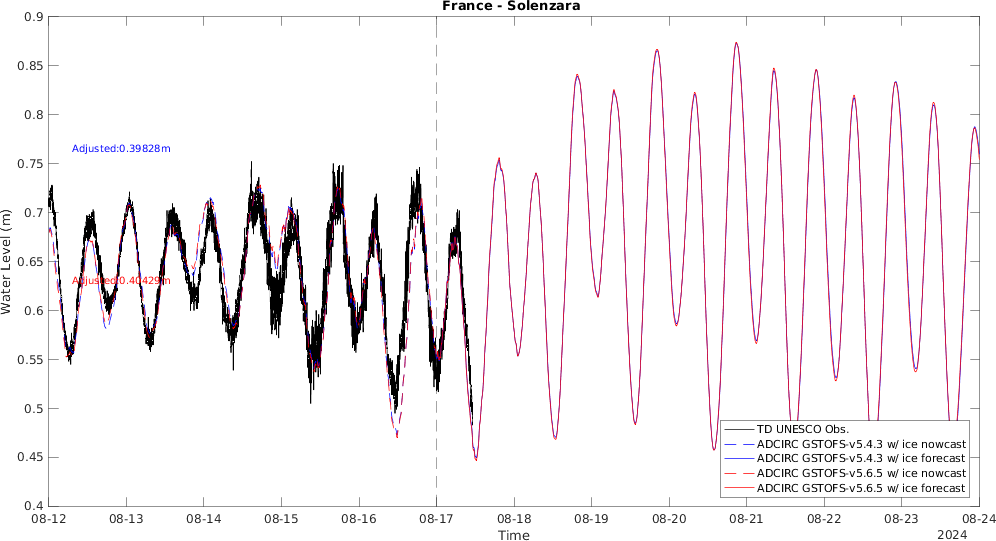 France - Solenzara
0.9
0.85
0.8
0.75
0.7
0.65
0.6
0.55
0.5
0.45
0.4
Water Level (m)
Adjusted:0.39828m
Adjusted:0.40429m
TD UNESCO Obs.
ADCIRC GSTOFS-v5.4.3 w/ ice nowcast
ADCIRC GSTOFS-v5.4.3 w/ ice forecast
ADCIRC GSTOFS-v5.6.5 w/ ice nowcast
ADCIRC GSTOFS-v5.6.5 w/ ice forecast
08-12 08-13 08-14 08-15 08-16 08-17 08-18 08-19 08-20 08-21 08-22 08-23 08-24
Time
2024